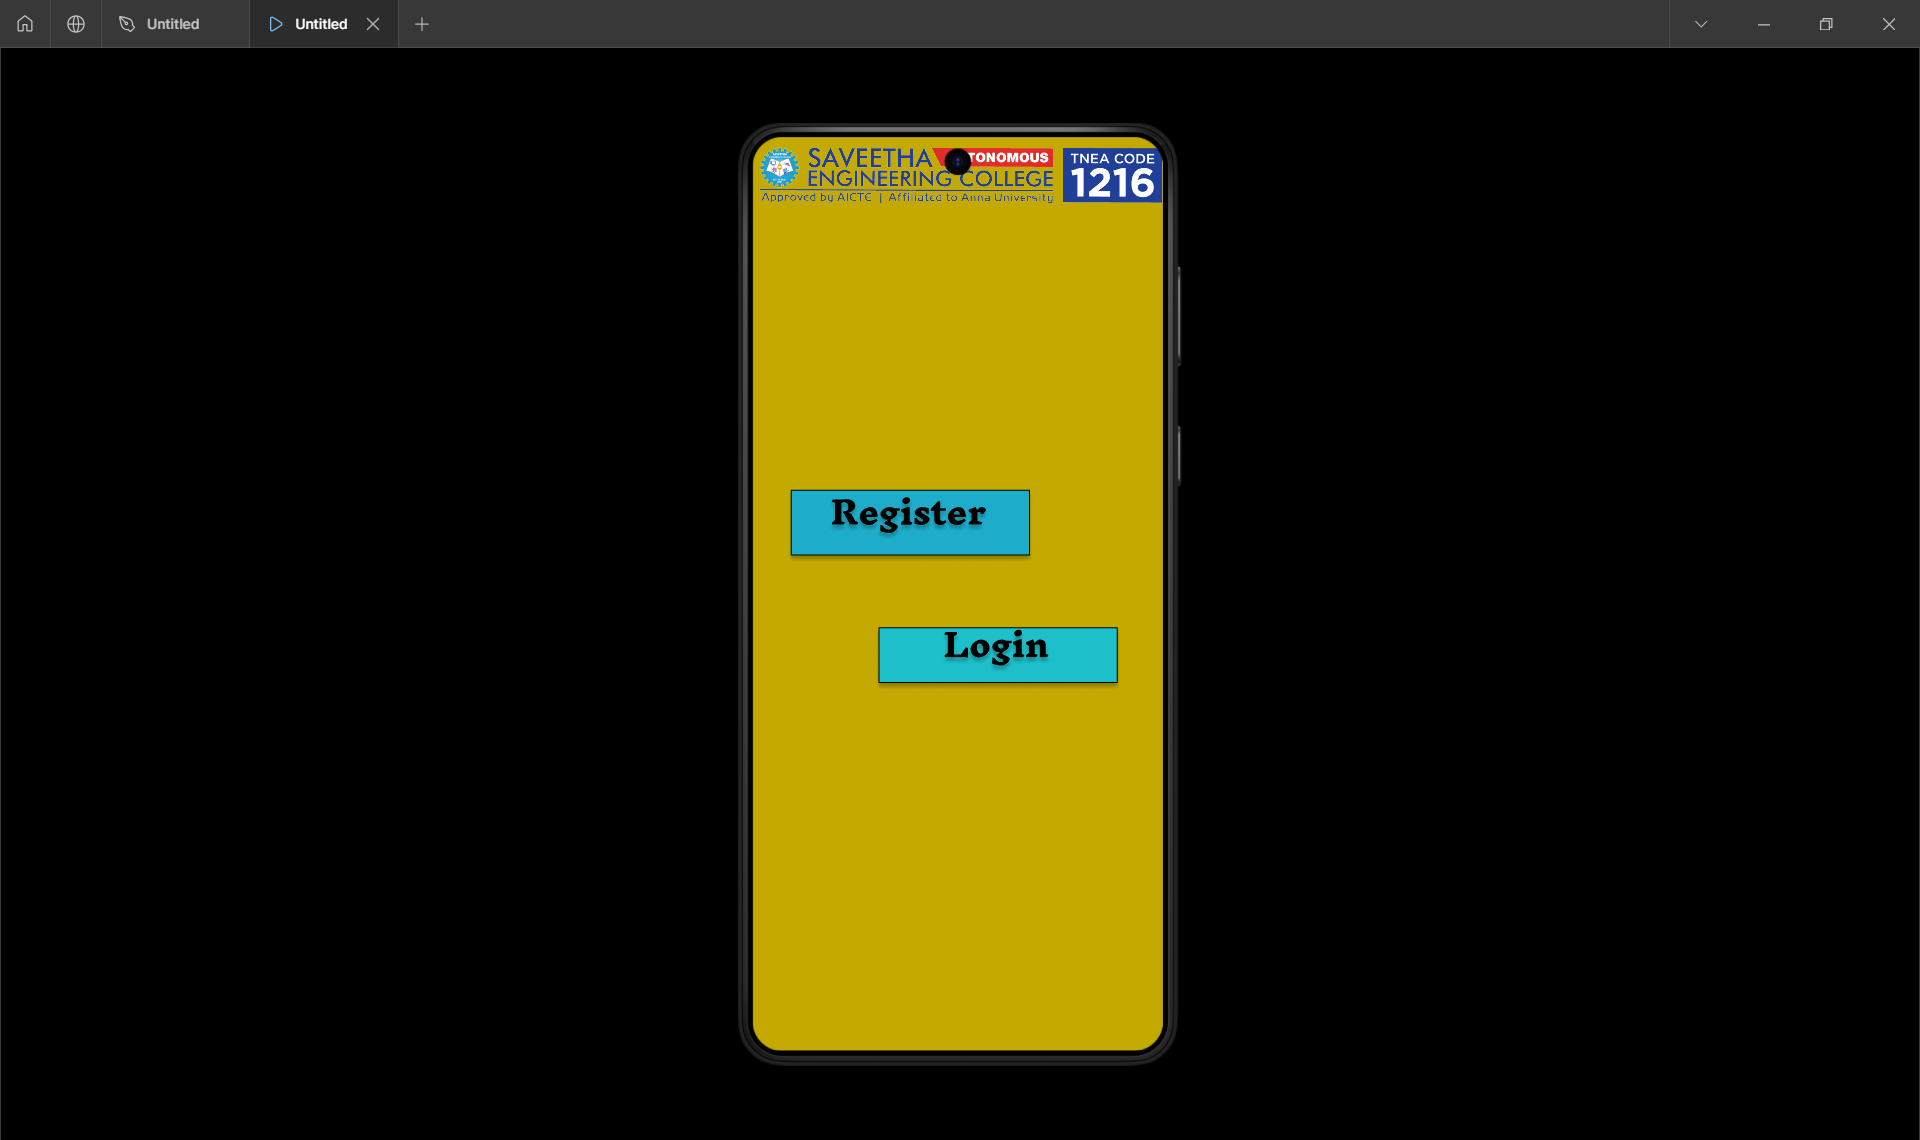 Untitled
Untitled
SAVEETHA TONOMOUS
ENGINEERING COLLEGE
Approved by AICTC | Affiliated to Anna University
TNEA CODE
1216
Register
Login